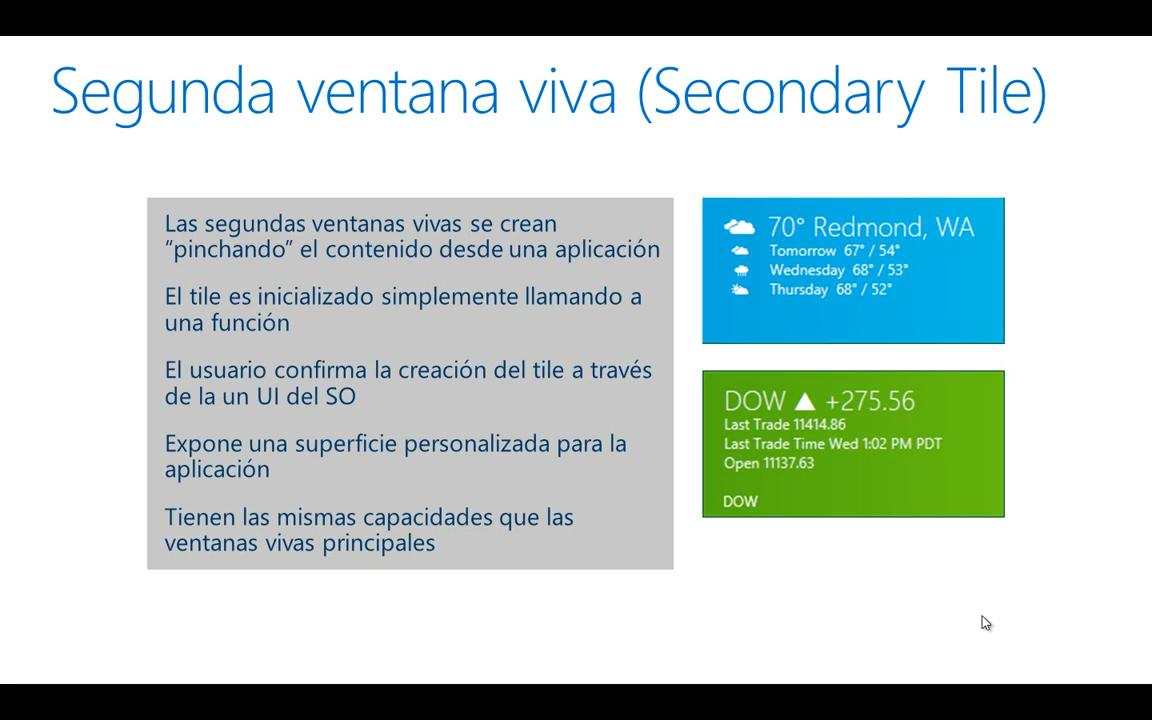 Segunda ventana viva (Secondary Tile)
Las segundas ventanas vivas se crean
“pinchando” el contenido desde una aplicación
El tile es inicializado simplemente llamando a
una función
El usuario confirma la creación del tile a través
de la un UI del SO
Expone una superficie personalizada para la
aplicación
Tienen las mismas capacidades que las
ventanas vivas principales
70° Redmond, WA
Tomorrow 67° / 54°
Wednesday 68° / 53°
Thursday 68° / 52°
DOW ▲ +275.56
Last Trade 11414.86
Last Trade Time Wed 1:02 PM PDT
Open 11137.63
DOW